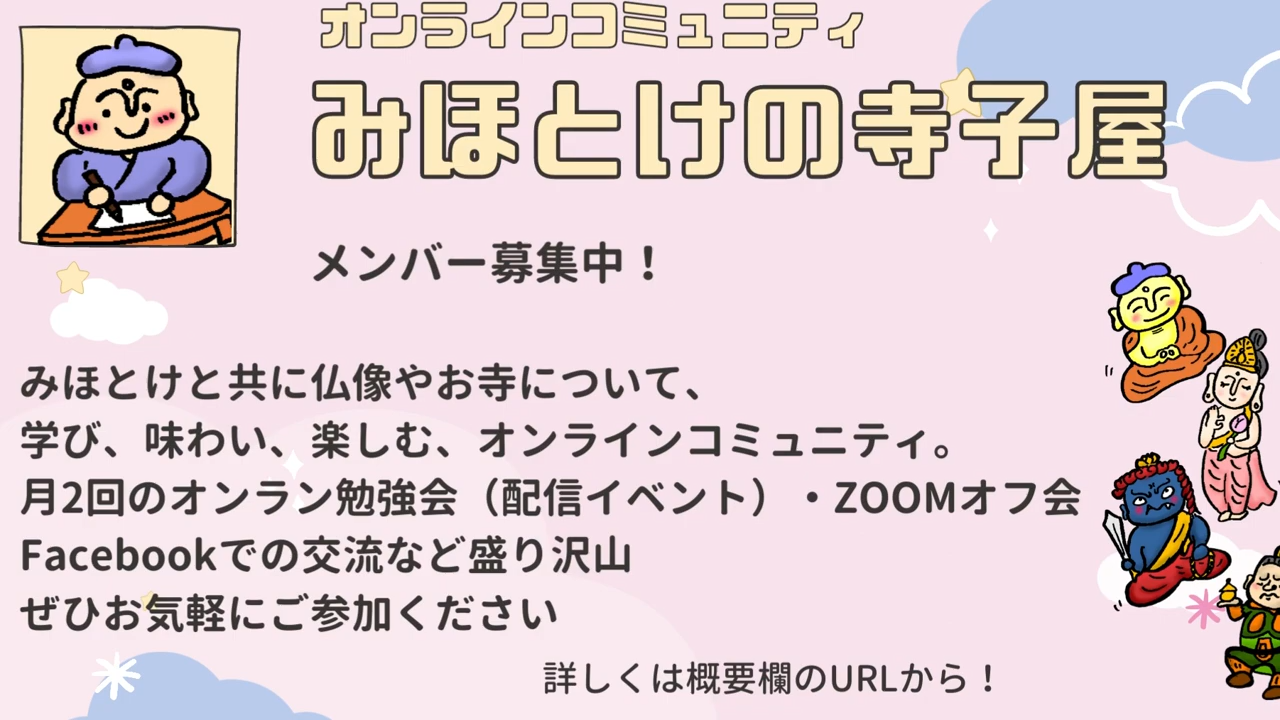 オンラインコミュニティ
みほとけの寺子屋
メンバー募集中！
みほとけと共に仏像やお寺について、
学び、味わい、楽しむ、オンラインコミュニティ。
月2回のオンラン勉強会（配信イベント）・ZOOMオフ会
Facebookでの交流など盛り沢山
ぜひお気軽にご参加ください
詳しくは概要欄のURLから！